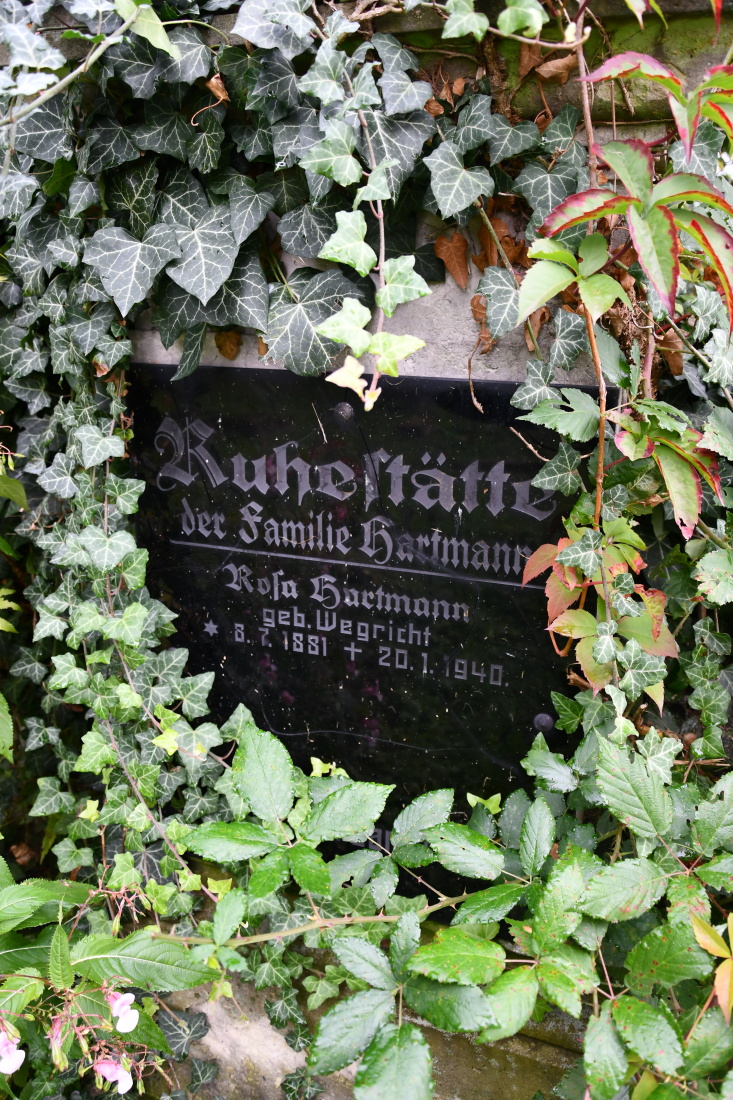 Ruheſtätte
der Familie Hartmann
Roſa Hartmann
geb. Wegricht
* 8.7.1881 + 20.1.1940.